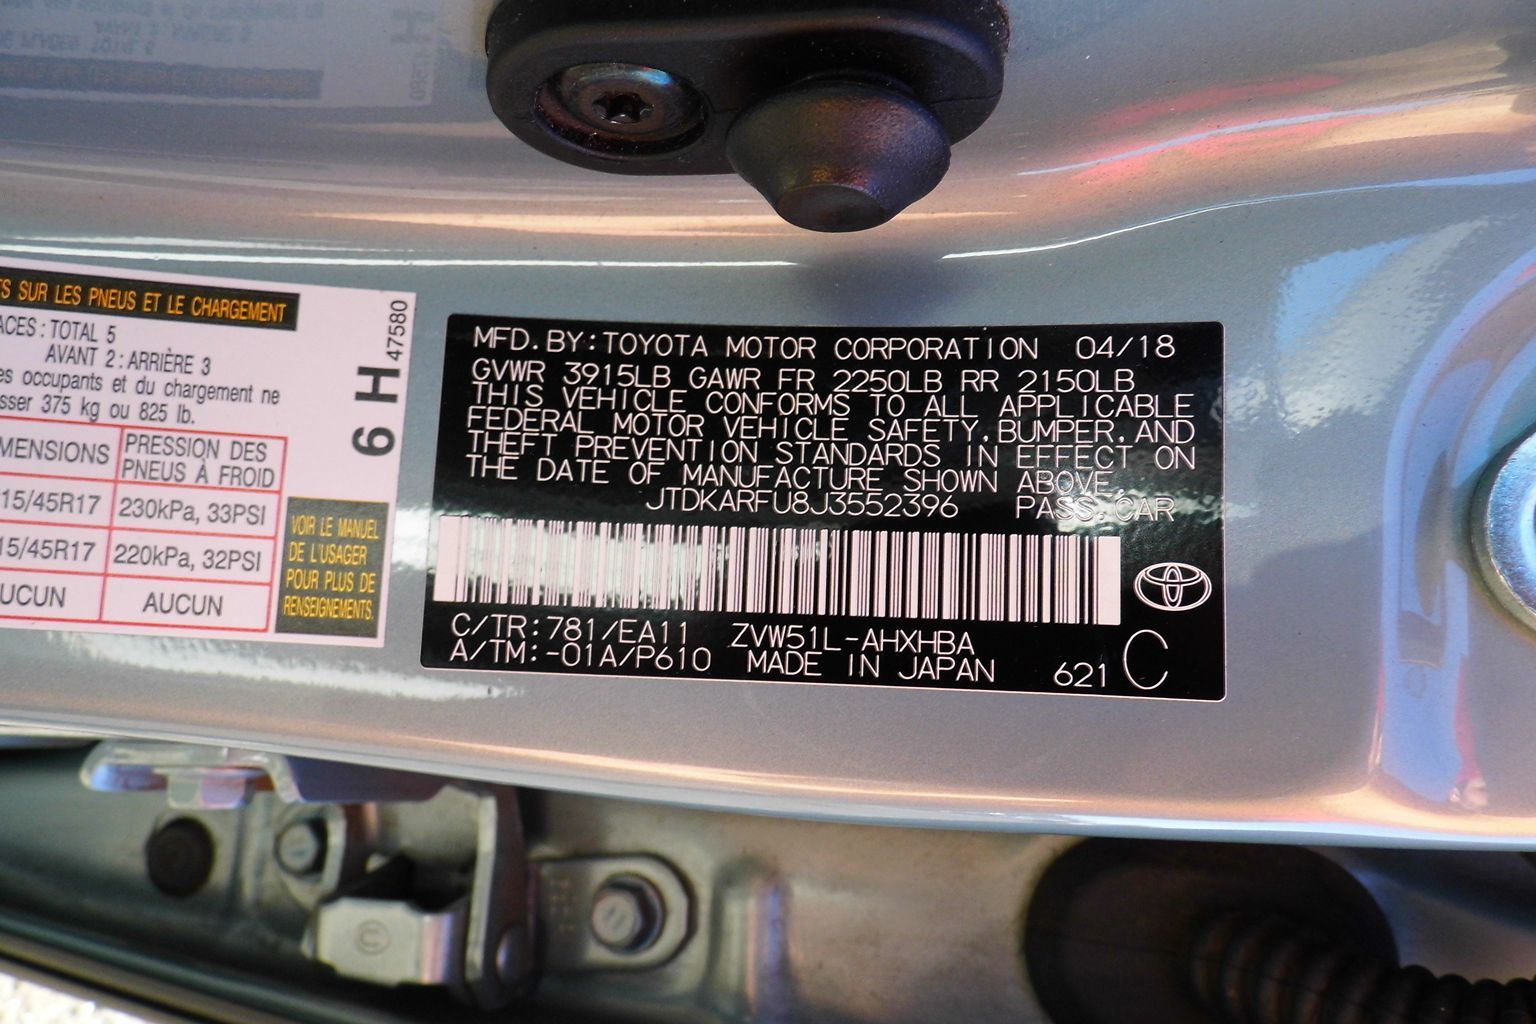 TS SUR LES PNEUS ET LE CHARGEMENT
ACES : TOTAL 5
AVANT 2 : ARRIÈRE 3
es occupants et du chargement ne
sser 375 kg ou 825 lb.
MENSIONS
PRESSION DES
PNEUS À FROID
15/45R17
230kPa, 33PSI
15/45R17
220kPa, 32PSI
UCUN
AUCUN
VOIR LE MANUEL
DE L'USAGER
POUR PLUS DE
RENSEIGNEMENTS.
6 H 47580
MFD. BY: TOYOTA MOTOR CORPORATION 04/18
GVWR 3915LB GAWR FR 2250LB RR 2150LB
THIS VEHICLE CONFORMS TO ALL APPLICABLE
FEDERAL MOTOR VEHICLE SAFETY, BUMPER, AND
THEFT PREVENTION STANDARDS IN EFFECT ON
THE DATE OF MANUFACTURE SHOWN ABOVE.
JTDKARFU8J3552396 PASS. CAR
C/TR: 781/EA11 ZVW51L-AHXHBA
A/TM: -01A/P610 MADE IN JAPAN 621 C